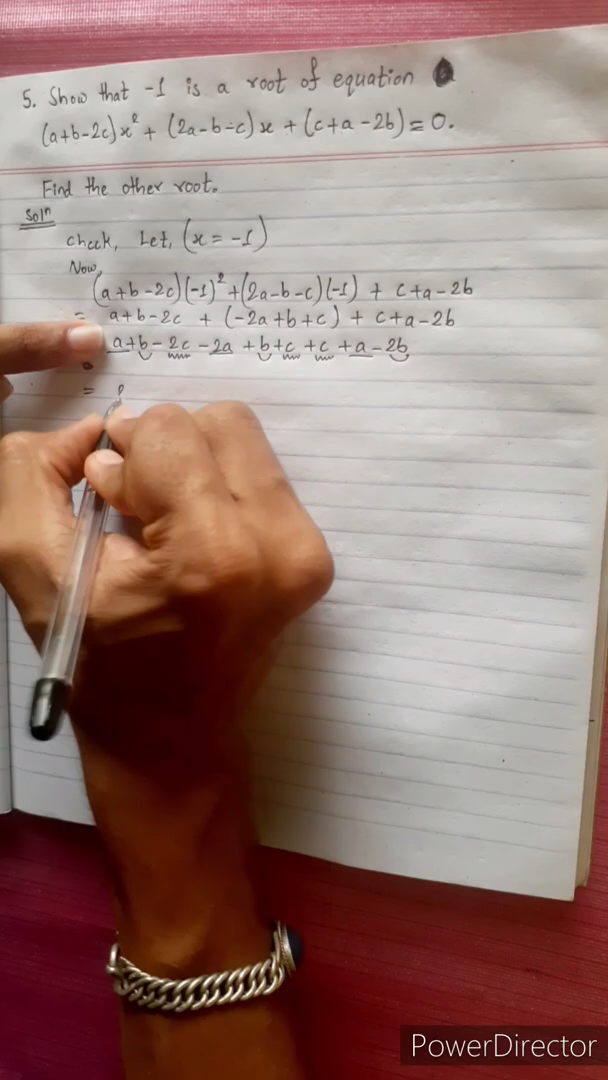 5. Show that -1 is a root of equation
(a+b-2c)x² + (2a-b-c)x + (c+a-2b) = 0.
Find the other root.
Solⁿ
check, Let, (x = -1)
Now,
(a+b-2c)(-1)² + (2a-b-c)(-1) + c+a-2b
= a+b-2c + (-2a+b+c) + c+a-2b
a+b-2c-2a+b+c+c+a-2b
=
PowerDirector